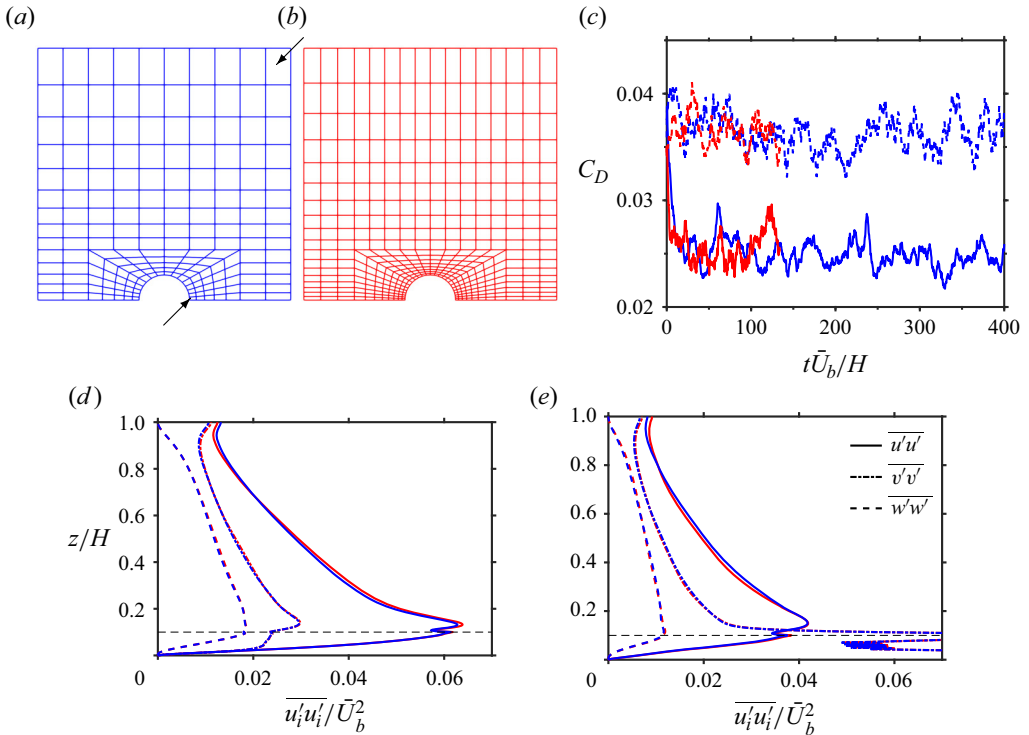 (a)
(b)
(c)
0.04
C_D
0.03
0.02
0 100 200 300 400
tŪ_b/H
(d)
1.0
0.8
0.6
z/H
0.4
0.2
0 0.02 0.04 0.06
\overline{u_i'u_i'}/Ū_b^2
(e)
1.0
\overline{u'u'}
0.8
\overline{v'v'}
\overline{w'w'}
0.6
0.4
0.2
0 0.02 0.04 0.06
\overline{u_i'u_i'}/Ū_b^2